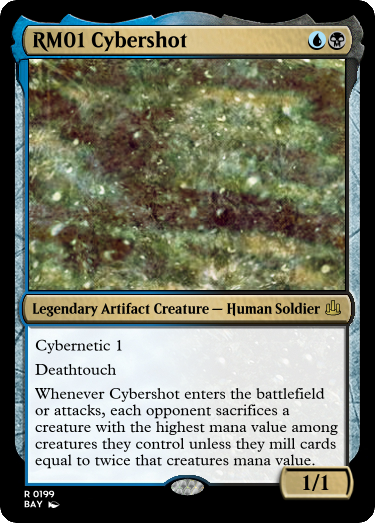 RM01 Cybershot
Legendary Artifact Creature — Human Soldier
Cybernetic 1
Deathtouch
Whenever Cybershot enters the battlefield
or attacks, each opponent sacrifices a
creature with the highest mana value among
creatures they control unless they mill cards
equal to twice that creatures mana value.
1/1
R 0199
BAY